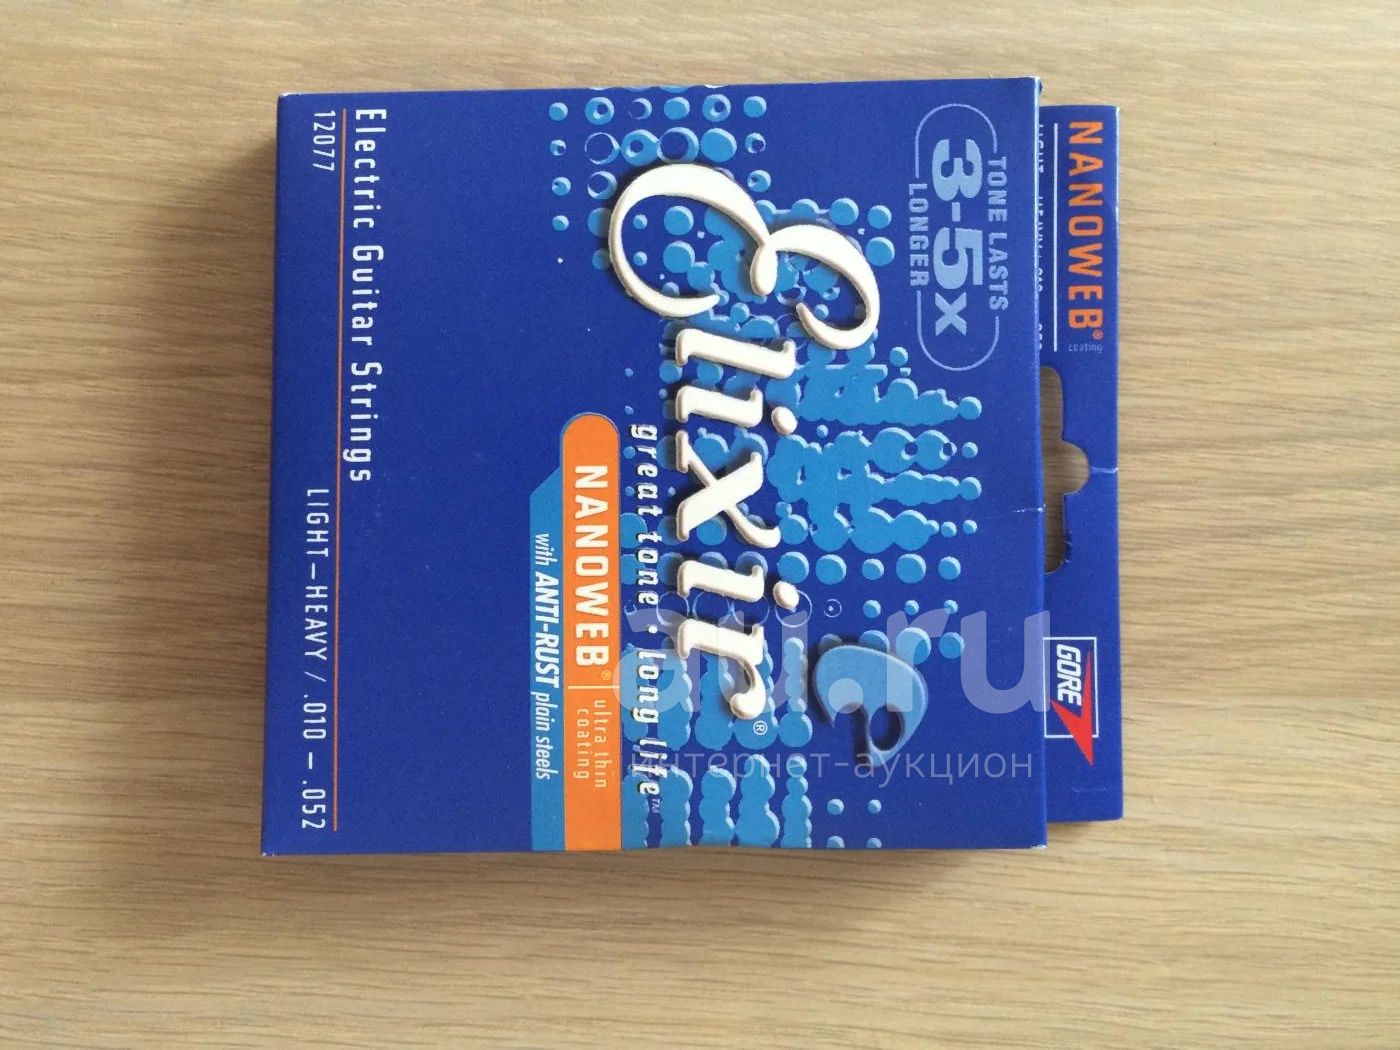 NANOWEB®
coating
GORE
TONE LASTS
3-5x
LONGER
Elixir®
great tone • long life™
NANOWEB® ultra thin coating
with ANTI-RUST plain steels
Electric Guitar Strings
12077
LIGHT–HEAVY / .010 – .052
au.ru
интернет-аукцион